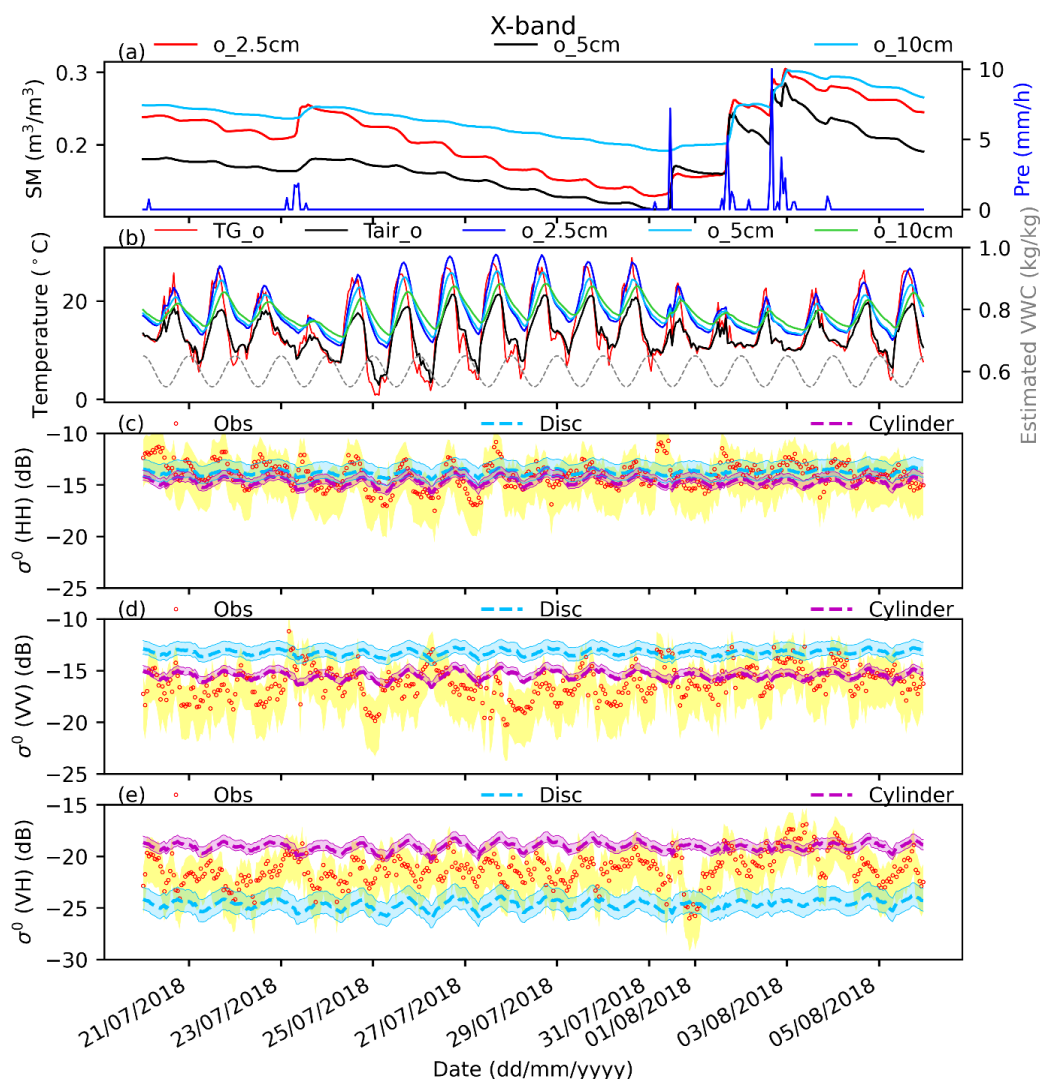 X-band
(a) o_2.5cm o_5cm o_10cm
0.3
0.2
SM (m³/m³)
10
5
0
Pre (mm/h)
(b) TG_o Tair_o o_2.5cm o_5cm o_10cm
20
0
Temperature (°C)
1.0
0.8
0.6
Estimated VWC (kg/kg)
(c) Obs Disc Cylinder
−10
−15
−20
−25
σ⁰ (HH) (dB)
(d) Obs Disc Cylinder
−10
−15
−20
−25
σ⁰ (VV) (dB)
(e) Obs Disc Cylinder
−15
−20
−25
−30
σ⁰ (VH) (dB)
21/07/2018
23/07/2018
25/07/2018
27/07/2018
29/07/2018
31/07/2018
01/08/2018
03/08/2018
05/08/2018
Date (dd/mm/yyyy)